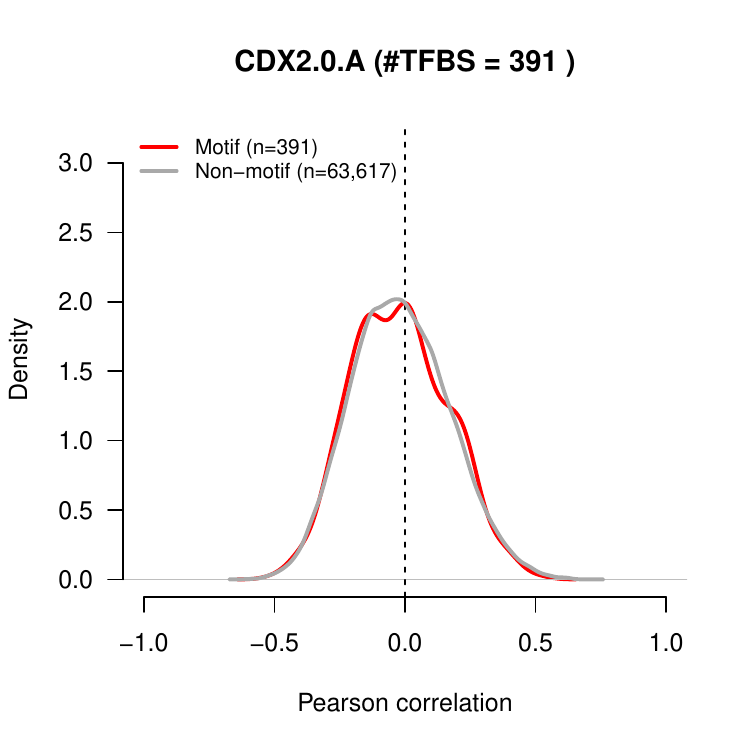 CDX2.0.A (#TFBS = 391 )
Motif (n=391)
Non−motif (n=63,617)
3.0
2.5
2.0
1.5
1.0
0.5
0.0
Density
−1.0 −0.5 0.0 0.5 1.0
Pearson correlation